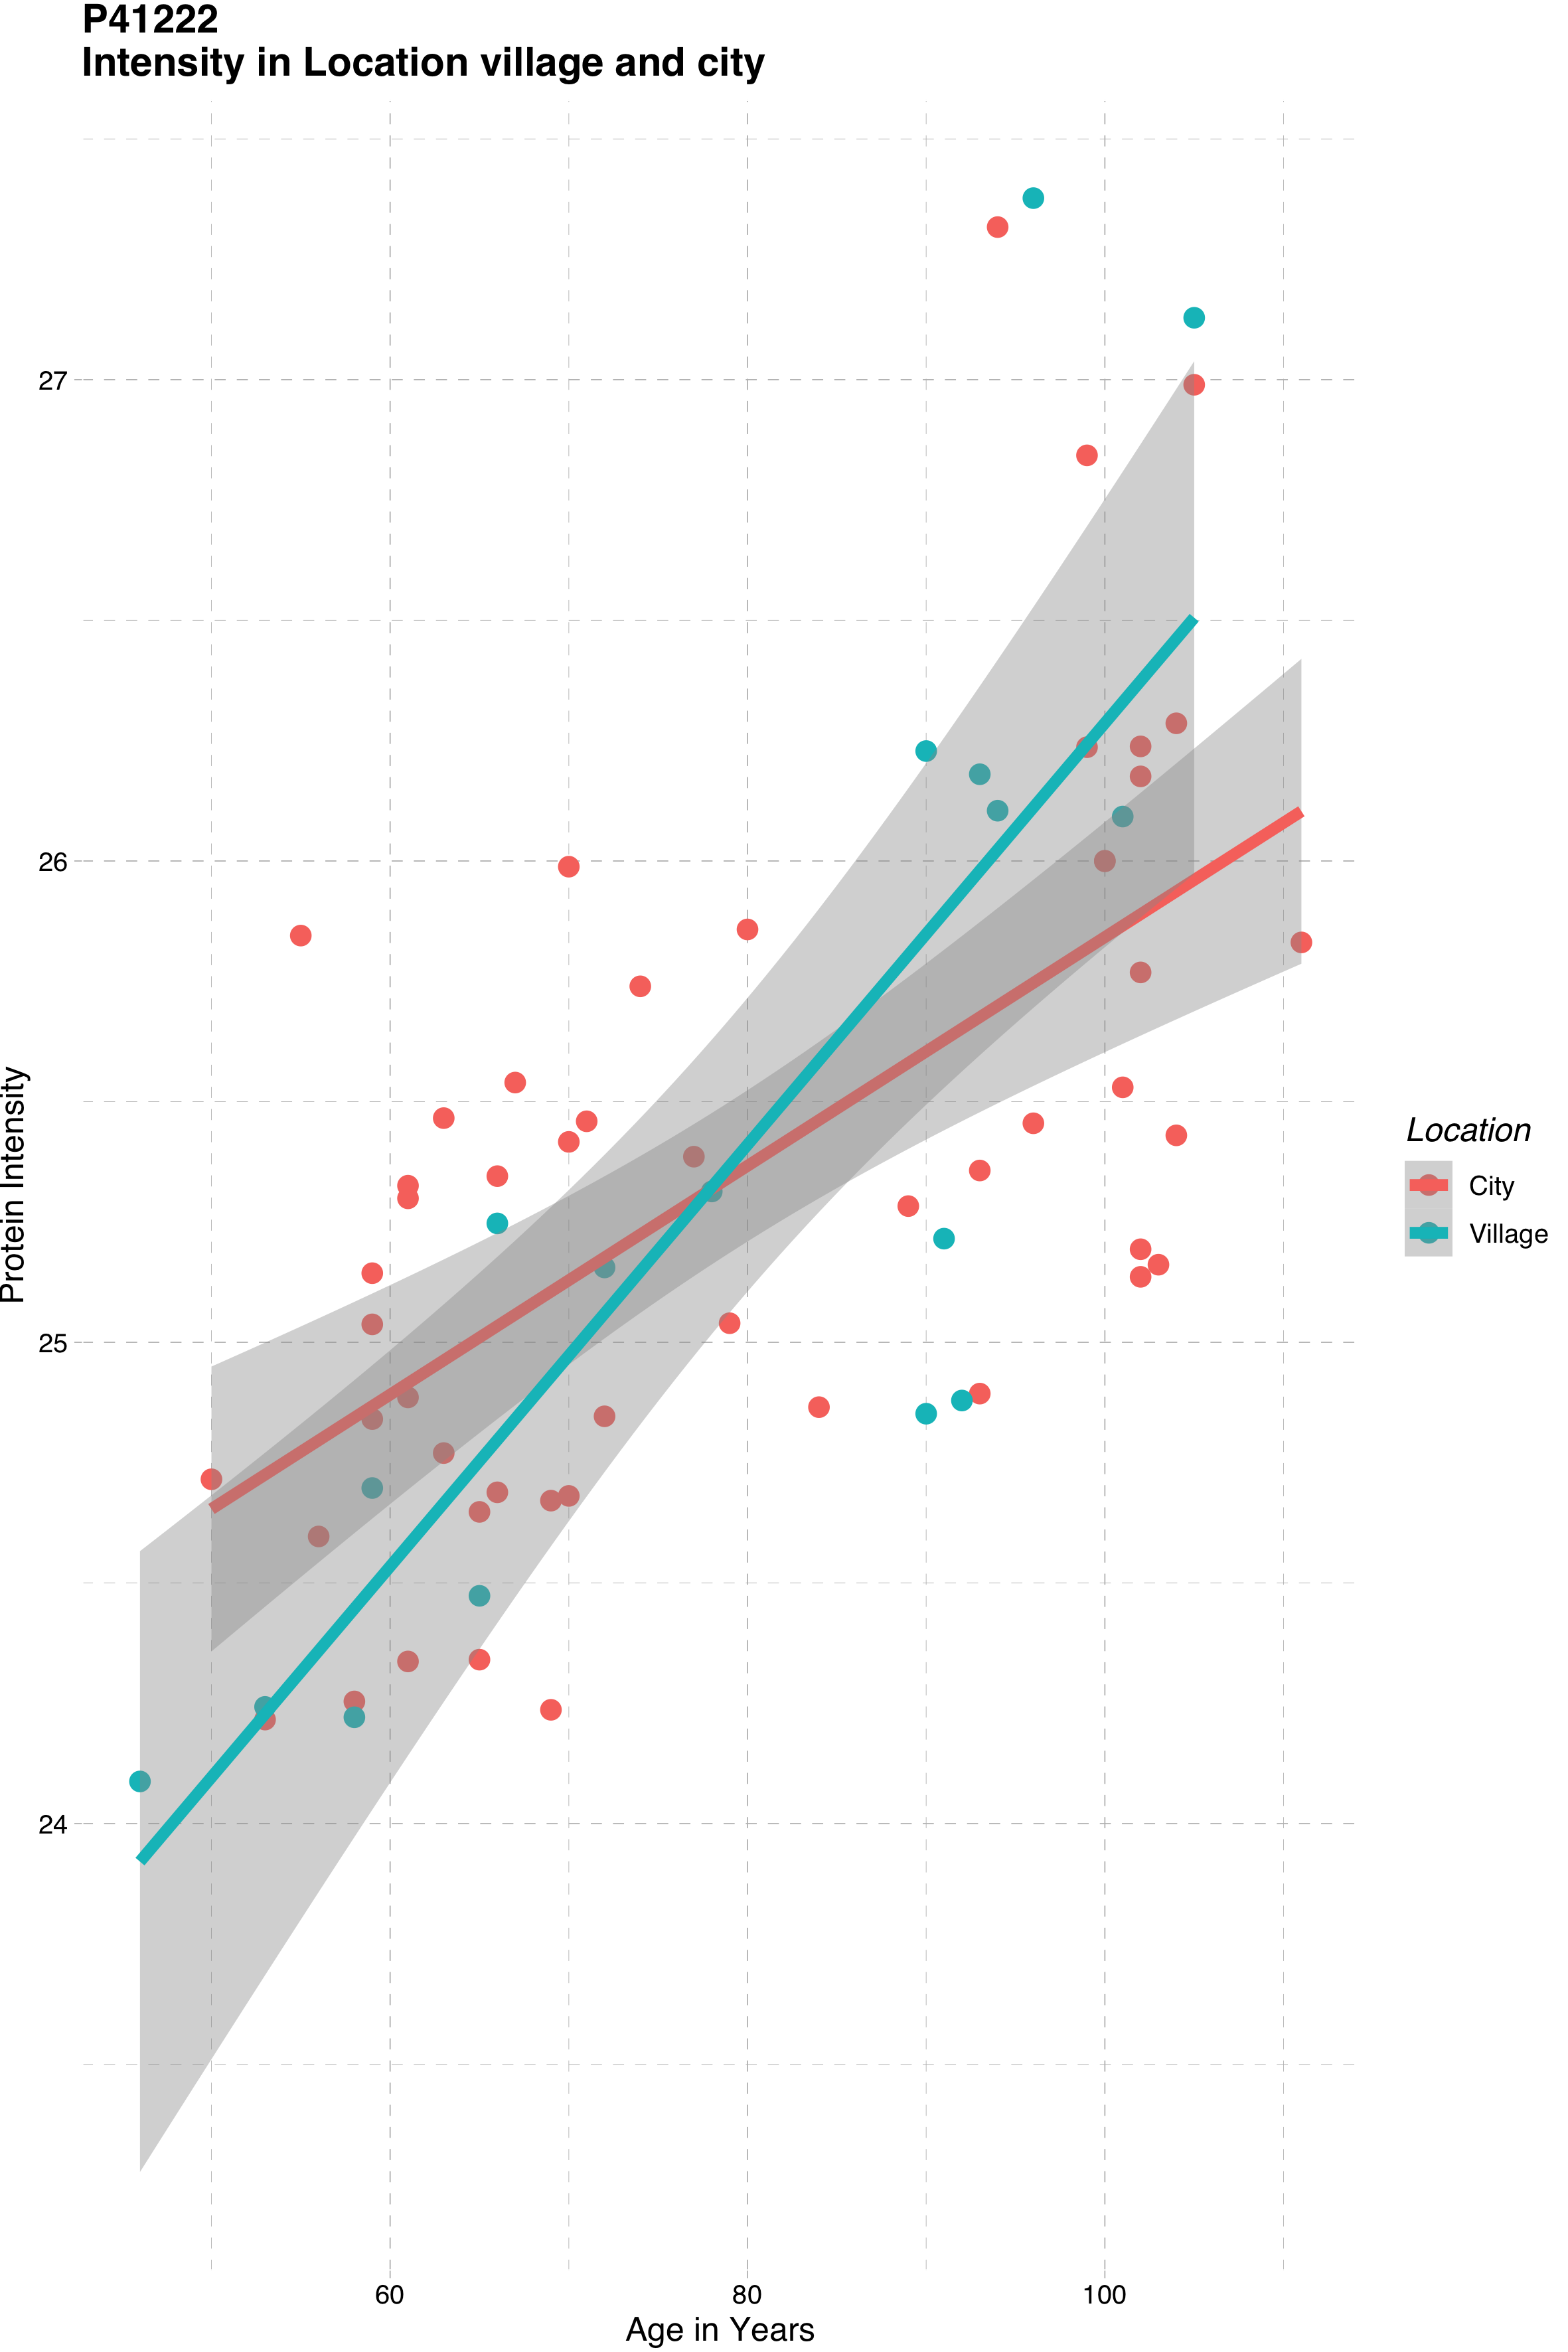 P41222
Intensity in Location village and city
27
26
25
24
Protein Intensity
60
80
100
Age in Years
Location
City
Village